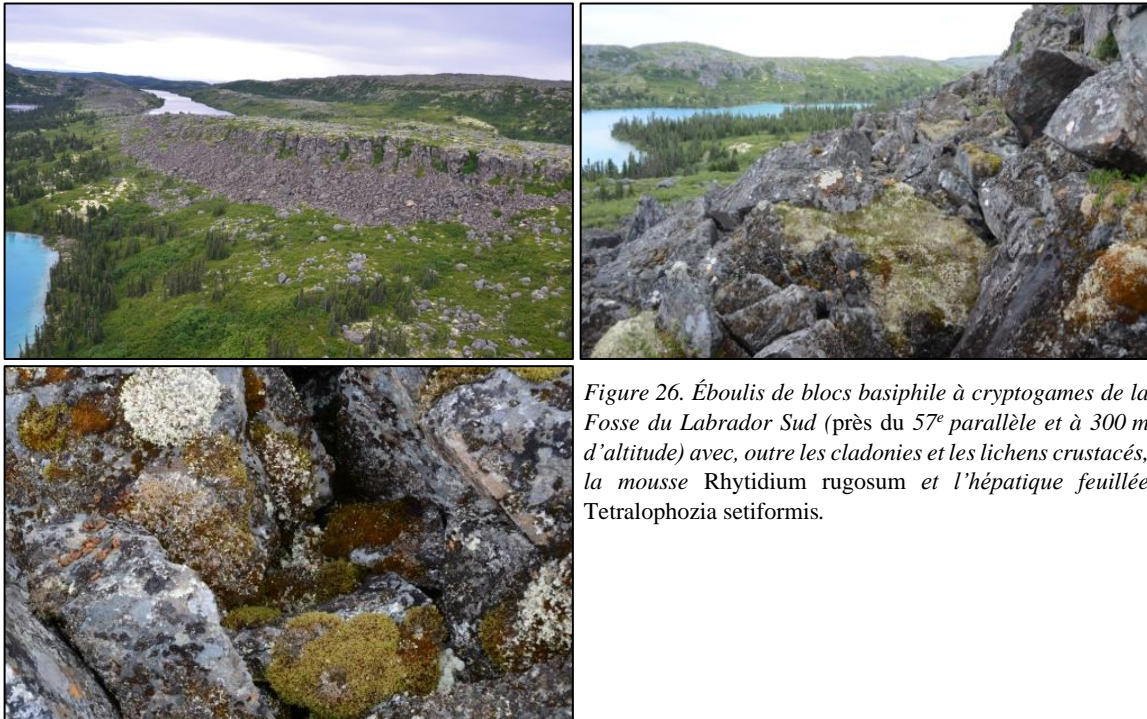 Figure 26. Éboulis de blocs basiphile à cryptogames de la
Fosse du Labrador Sud (près du 57e parallèle et à 300 m
d’altitude) avec, outre les cladonies et les lichens crustacés,
la mousse Rhytidium rugosum et l’hépatique feuillée
Tetralophozia setiformis.